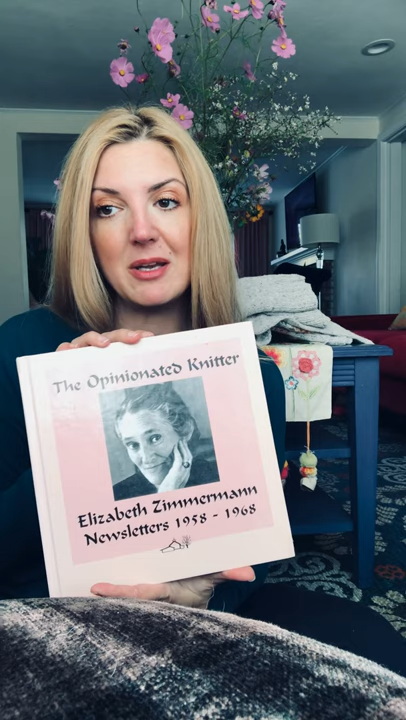 The Opinionated Knitter
Elizabeth Zimmermann
Newsletters 1958 - 1968